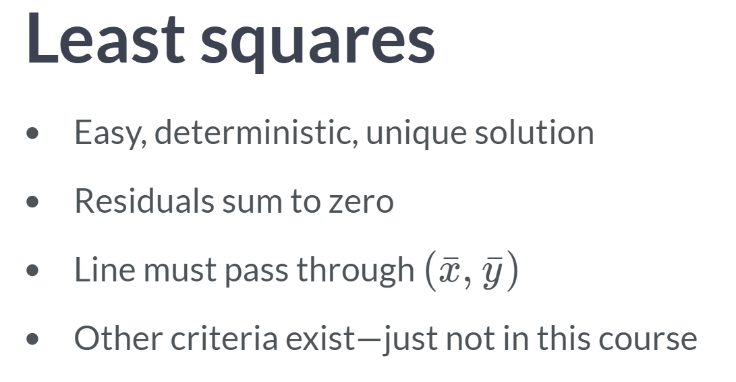 Least squares
• Easy, deterministic, unique solution
• Residuals sum to zero
• Line must pass through (x̄, ȳ)
• Other criteria exist—just not in this course